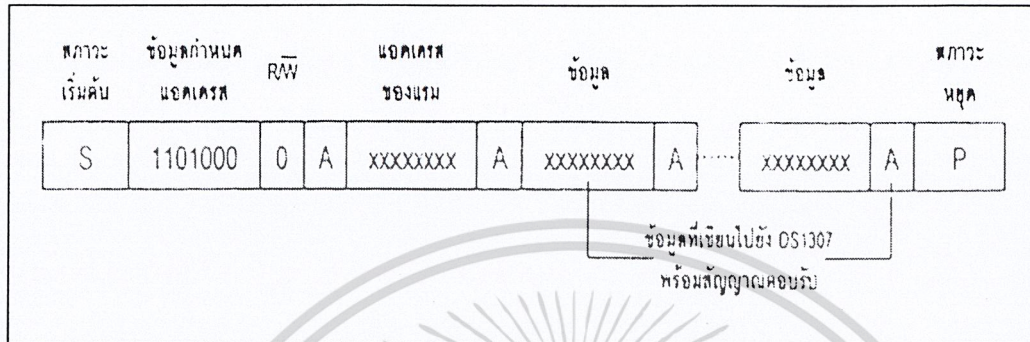 สภาวะ ข้อมูลกำหนด R/W̅ แอดเดรส ข้อมูล ข้อมูล สภาวะ
เริ่มต้น แอดเดรส ของแรม หยุด
S 1101000 0 A XXXXXXXX A XXXXXXXX A ...... XXXXXXXX A P
ข้อมูลที่เขียนไปยัง DS1307
พร้อมสัญญาณตอบรับ